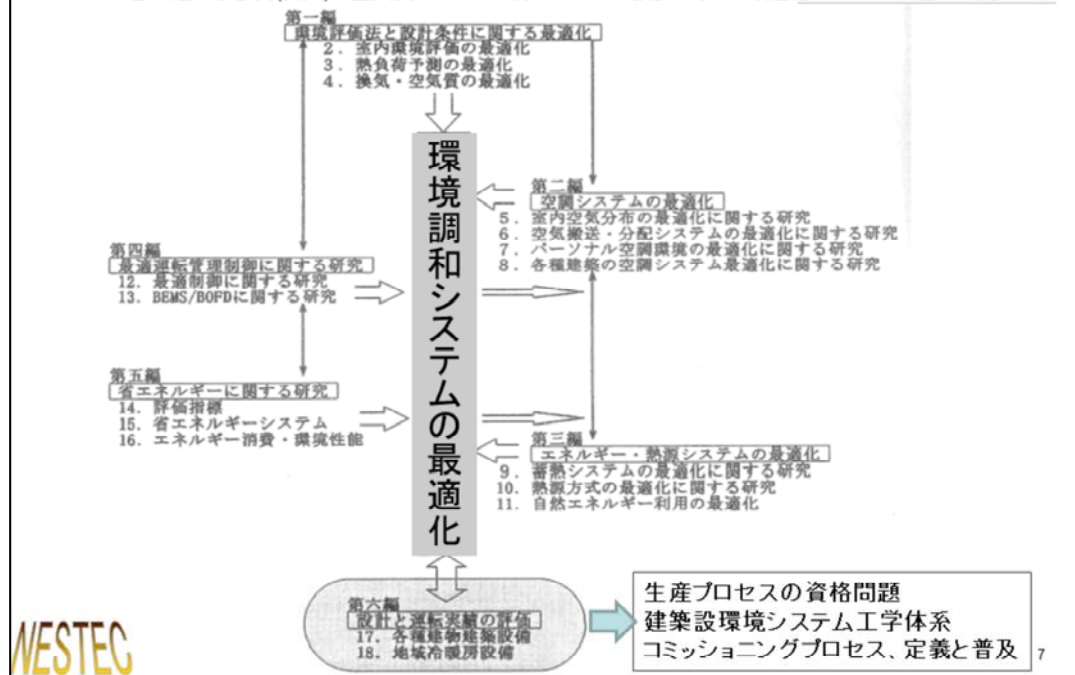 第一編
環境評価法と設計条件に関する最適化
2. 室内環境評価の最適化
3. 熱負荷予測の最適化
4. 換気・空気質の最適化
環境調和システムの最適化
第二編
空調システムの最適化
5. 室内空気分布の最適化に関する研究
6. 空気搬送・分配システムの最適化に関する研究
7. パーソナル空調環境の最適化に関する研究
8. 各種建築の空調システム最適化に関する研究
第四編
最適運転管理制御に関する研究
12. 最適制御に関する研究
13. BEMS/BOFDに関する研究
第五編
省エネルギーに関する研究
14. 評価指標
15. 省エネルギーシステム
16. エネルギー消費・環境性能
第三編
エネルギー・熱源システムの最適化
9. 蓄熱システムの最適化に関する研究
10. 熱源方式の最適化に関する研究
11. 自然エネルギー利用の最適化
第六編
設計と運転実績の評価
17. 各種建物建築設備
18. 地域冷暖房設備
生産プロセスの資格問題
建築設環境システム工学体系
コミッショニングプロセス、定義と普及
NESTEC
7